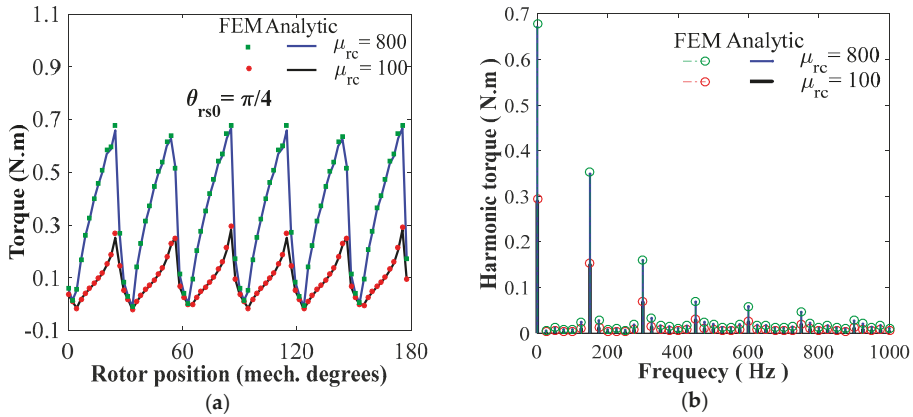 1.1
0.9
0.7
0.5
0.3
0.1
-0.1
0
60
120
180
Torque (N.m)
Rotor position (mech. degrees)
FEM Analytic
μrc = 800
μrc = 100
θrs0 = π/4
(a)
0.7
0.6
0.5
0.4
0.3
0.2
0.1
0
0
200
400
600
800
1000
Harmonic torque ( N.m )
Frequecy ( Hz )
FEM Analytic
μrc = 800
μrc = 100
(b)